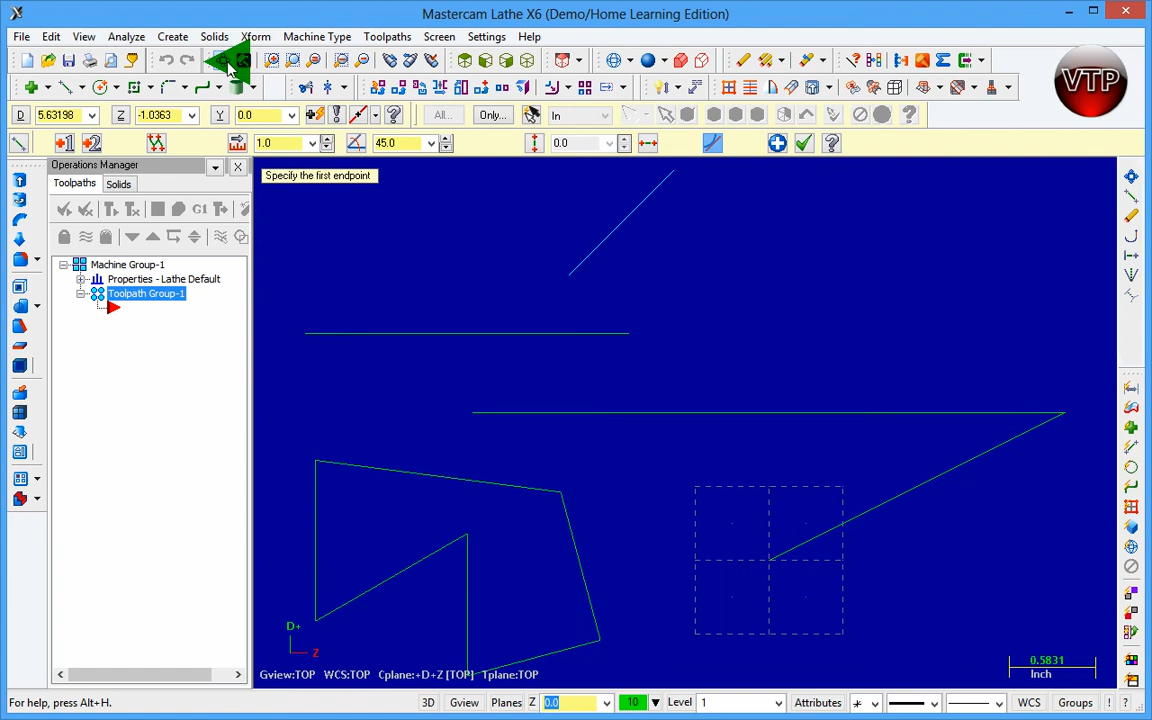 Mastercam Lathe X6 (Demo/Home Learning Edition)
File Edit View Analyze Create Solids Xform Machine Type Toolpaths Screen Settings Help
VTP
D 5.63198 Z -1.0363 Y 0.0 All... Only... In
+1 +2 1.0 45.0 0.0
Operations Manager
Specify the first endpoint
Toolpaths Solids
G1
Machine Group-1
Properties - Lathe Default
Toolpath Group-1
D+
Z
0.5831
Inch
Gview:TOP WCS:TOP Cplane:+D+Z [TOP] Tplane:TOP
For help, press Alt+H. 3D Gview Planes Z 0.0 10 Level 1 Attributes WCS Groups ! ?